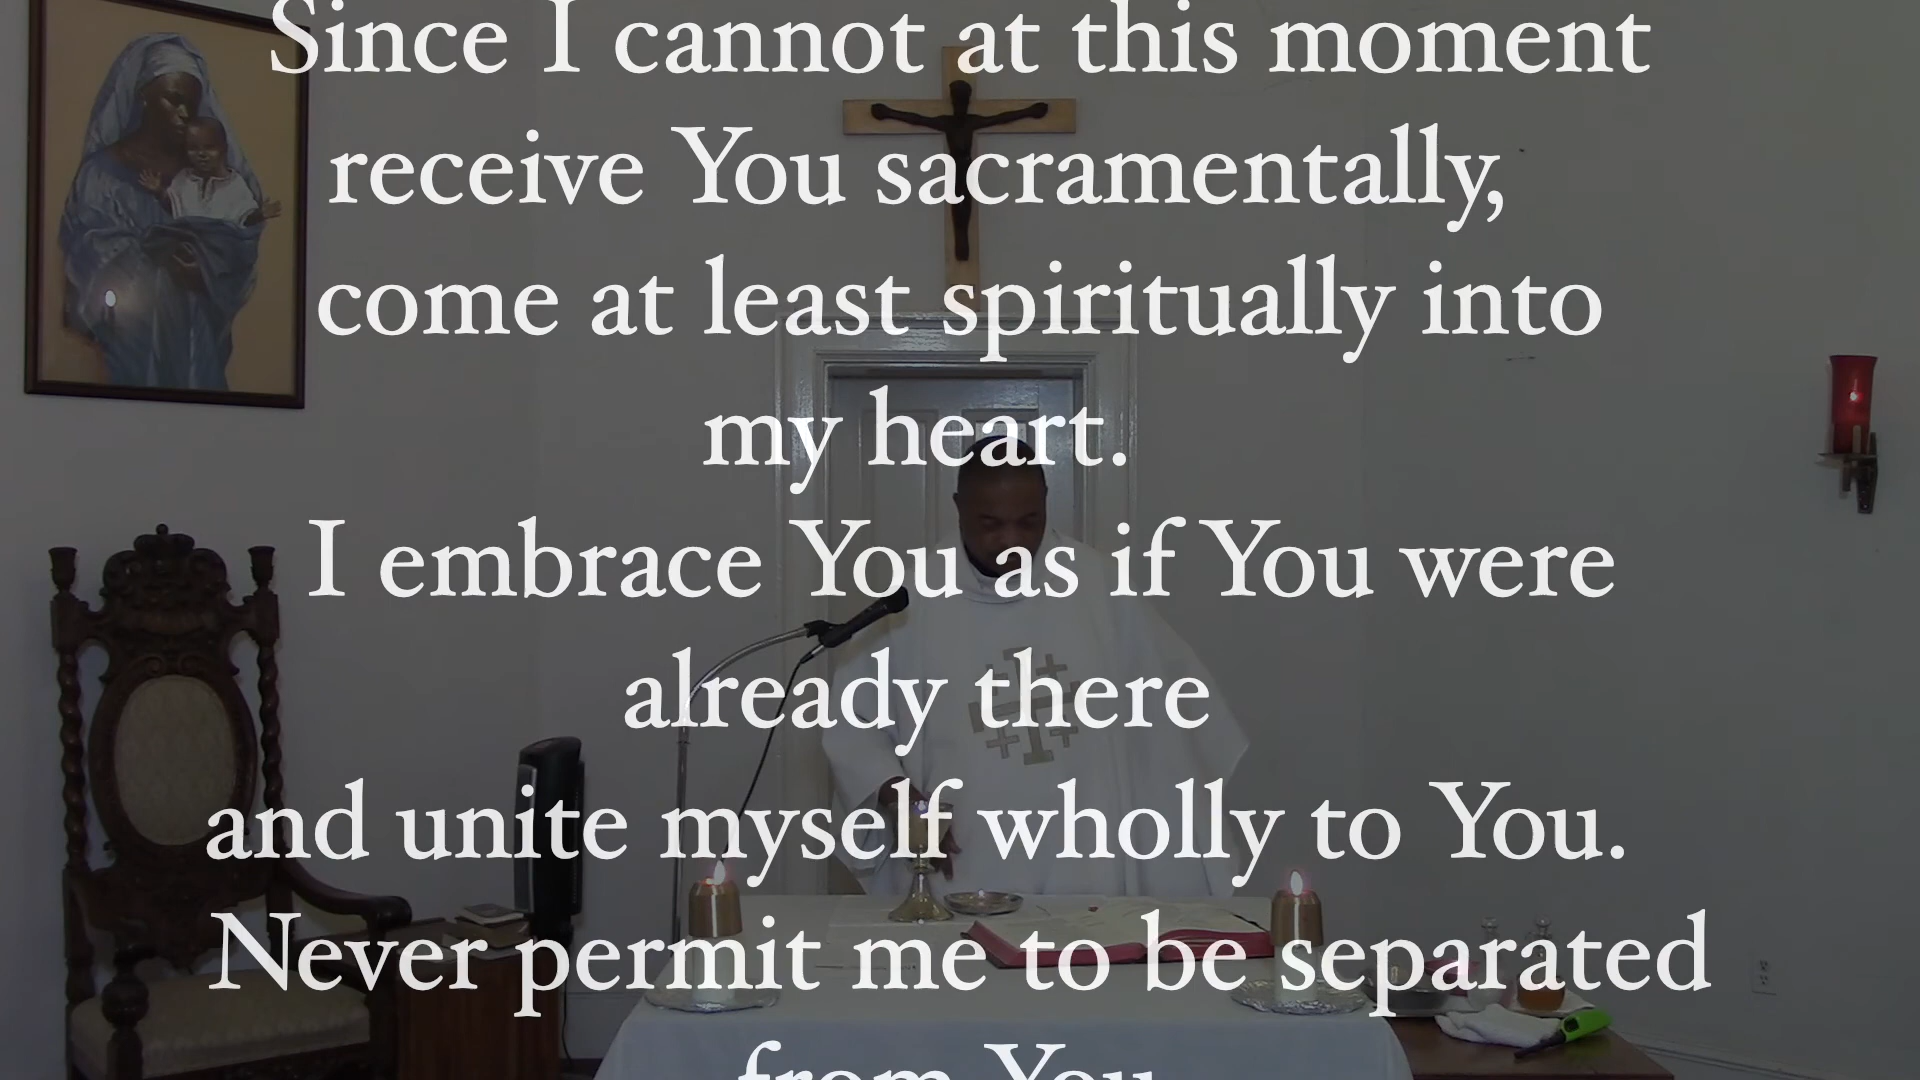 Since I cannot at this moment
receive You sacramentally,
come at least spiritually into
my heart.
I embrace You as if You were
already there
and unite myself wholly to You.
Never permit me to be separated
from You